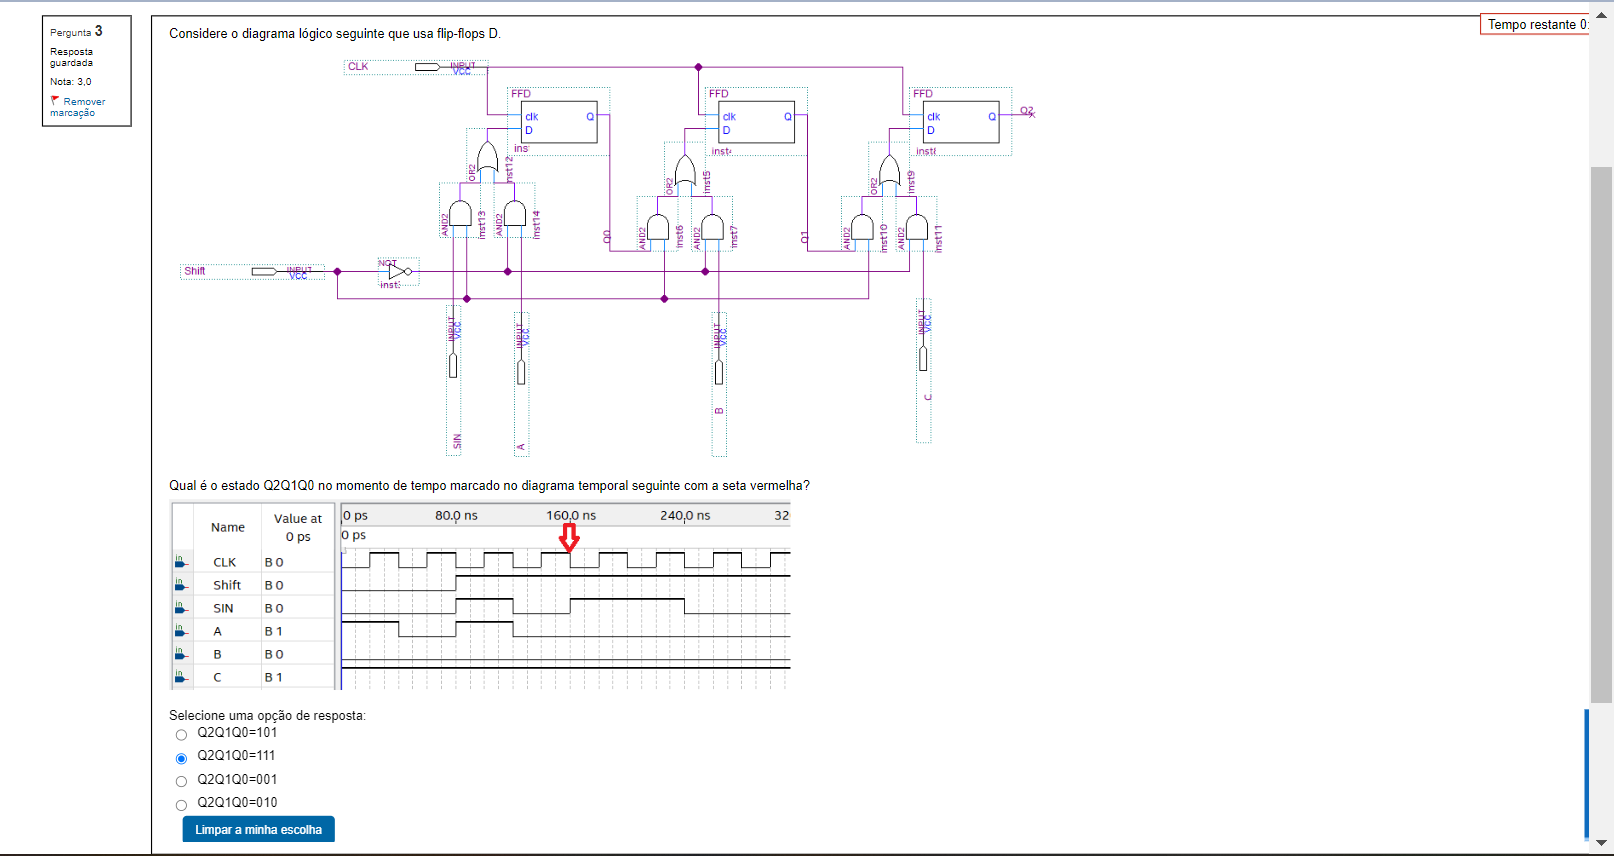 Pergunta 3
Resposta
guardada
Nota: 3,0
Remover
marcação
Tempo restante 0:
Considere o diagrama lógico seguinte que usa flip-flops D.
CLK
INPUT
VCC
FFD
clk
Q
D
ins
FFD
clk
Q
D
inst
FFD
clk
Q
D
inst
Q2
OR2
nst12
OR2
inst5
OR2
inst9
AND2
inst13
AND2
inst14
Q0
AND2
inst6
AND2
inst7
Q1
AND2
nst10
AND2
nst11
Shift
INPUT
VCC
NOT
inst
INPUT
VCC
INPUT
VCC
INPUT
VCC
INPUT
VCC
SIN
A
B
C
Qual é o estado Q2Q1Q0 no momento de tempo marcado no diagrama temporal seguinte com a seta vermelha?
Name
Value at
0 ps
0 ps 80.0 ns 160.0 ns 240.0 ns 32
0 ps
in CLK B 0
in Shift B 0
in SIN B 0
in A B 1
in B B 0
in C B 1
Selecione uma opção de resposta:
Q2Q1Q0=101
Q2Q1Q0=111
Q2Q1Q0=001
Q2Q1Q0=010
Limpar a minha escolha